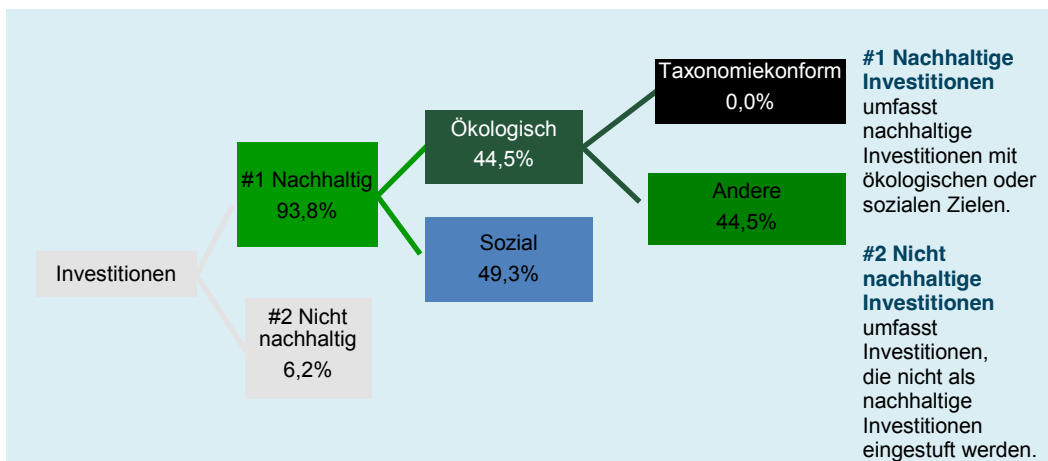 Investitionen
#1 Nachhaltig
93,8%
#2 Nicht
nachhaltig
6,2%
Ökologisch
44,5%
Sozial
49,3%
Taxonomiekonform
0,0%
Andere
44,5%
#1 Nachhaltige
Investitionen
umfasst
nachhaltige
Investitionen mit
ökologischen oder
sozialen Zielen.
#2 Nicht
nachhaltige
Investitionen
umfasst
Investitionen,
die nicht als
nachhaltige
Investitionen
eingestuft werden.